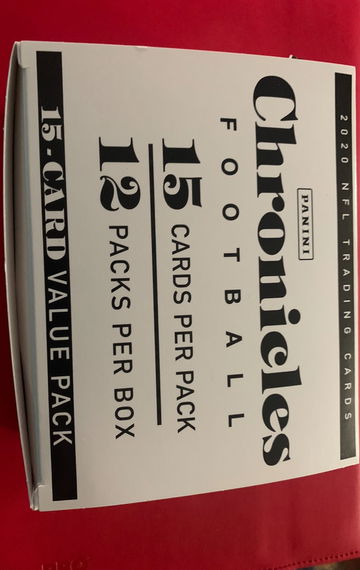 2020 NFL TRADING CARDS
PANINI
Chronicles
FOOTBALL
15 CARDS PER PACK
12 PACKS PER BOX
15-CARD VALUE PACK